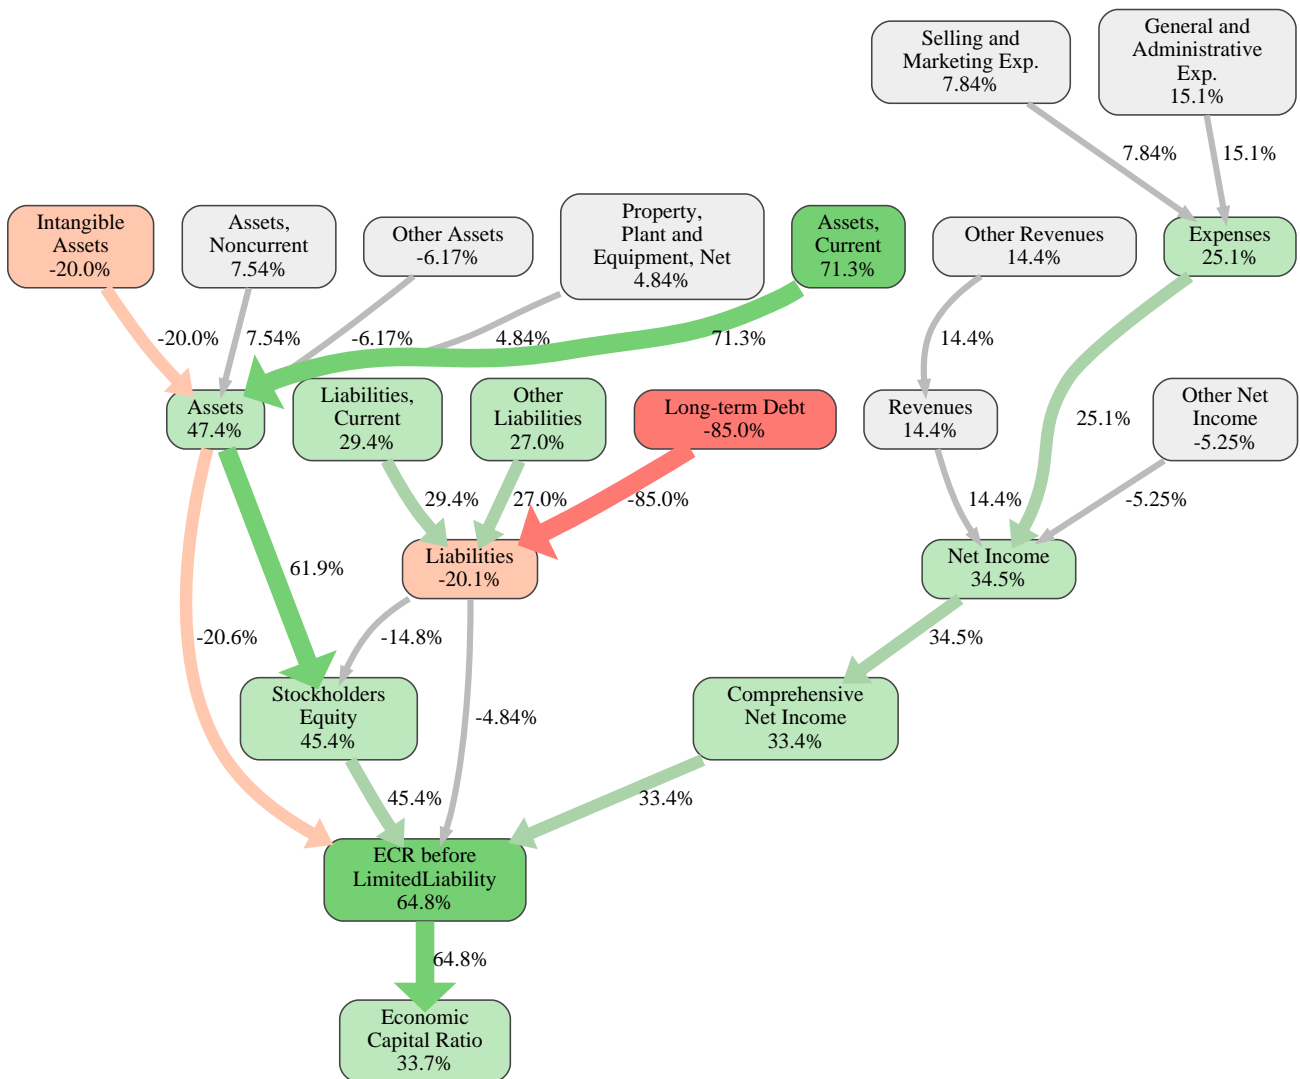 Selling and
Marketing Exp.
7.84%
General and
Administrative
Exp.
15.1%
7.84%
15.1%
Intangible
Assets
-20.0%
Assets,
Noncurrent
7.54%
Other Assets
-6.17%
Property,
Plant and
Equipment, Net
4.84%
Assets,
Current
71.3%
Other Revenues
14.4%
Expenses
25.1%
-20.0%
7.54%
-6.17%
4.84%
71.3%
14.4%
Assets
47.4%
Liabilities,
Current
29.4%
Other
Liabilities
27.0%
Long-term Debt
-85.0%
Revenues
14.4%
25.1%
Other Net
Income
-5.25%
29.4%
27.0%
-85.0%
14.4%
-5.25%
61.9%
Liabilities
-20.1%
Net Income
34.5%
-20.6%
-14.8%
34.5%
Stockholders
Equity
45.4%
-4.84%
Comprehensive
Net Income
33.4%
45.4%
33.4%
ECR before
LimitedLiability
64.8%
64.8%
Economic
Capital Ratio
33.7%